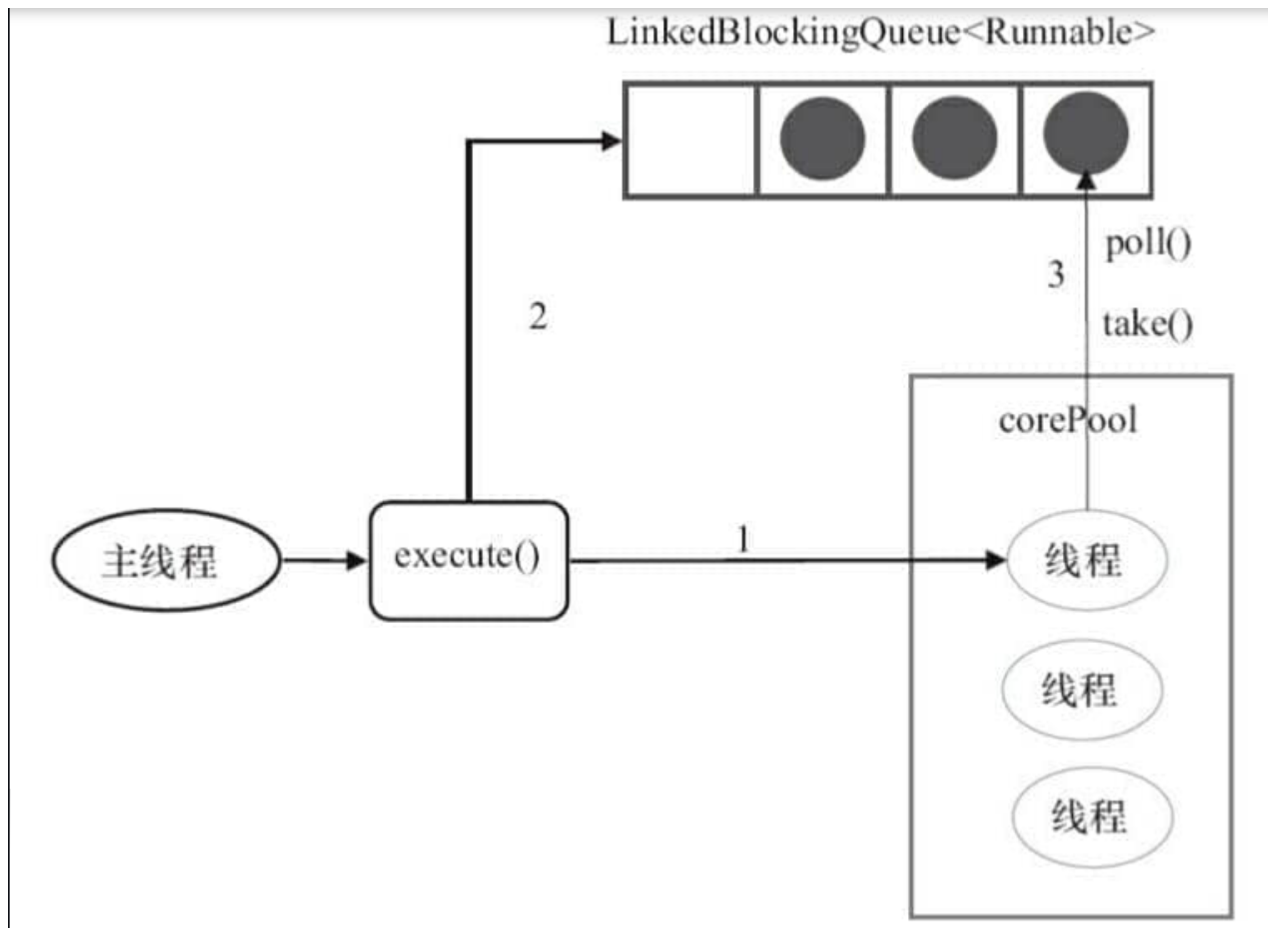 LinkedBlockingQueue<Runnable>
poll()
3
2
take()
corePool
主线程
execute()
1
线程
线程
线程